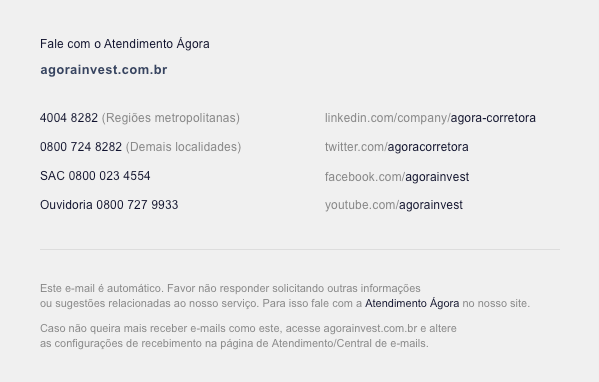 Fale com o Atendimento Ágora
agorainvest.com.br
4004 8282 (Regiões metropolitanas)
0800 724 8282 (Demais localidades)
SAC 0800 023 4554
Ouvidoria 0800 727 9933
linkedin.com/company/agora-corretora
twitter.com/agoracorretora
facebook.com/agorainvest
youtube.com/agorainvest
Este e-mail é automático. Favor não responder solicitando outras informações
ou sugestões relacionadas ao nosso serviço. Para isso fale com a Atendimento Ágora no nosso site.
Caso não queira mais receber e-mails como este, acesse agorainvest.com.br e altere
as configurações de recebimento na página de Atendimento/Central de e-mails.